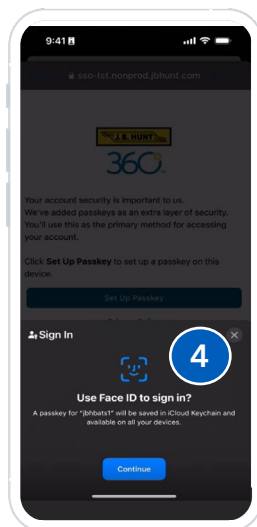 9:41
sso-tst.nonprod.jbhunt.com
J.B. HUNT
360
Your account security is important to us.
We've added passkeys as an extra layer of security.
You'll use this as the primary method for accessing
your account.
Click Set Up Passkey to set up a passkey on this
device.
Set Up Passkey
Sign In
4
Use Face ID to sign in?
A passkey for "jbhbats1" will be saved in iCloud Keychain and
available on all your devices.
Continue